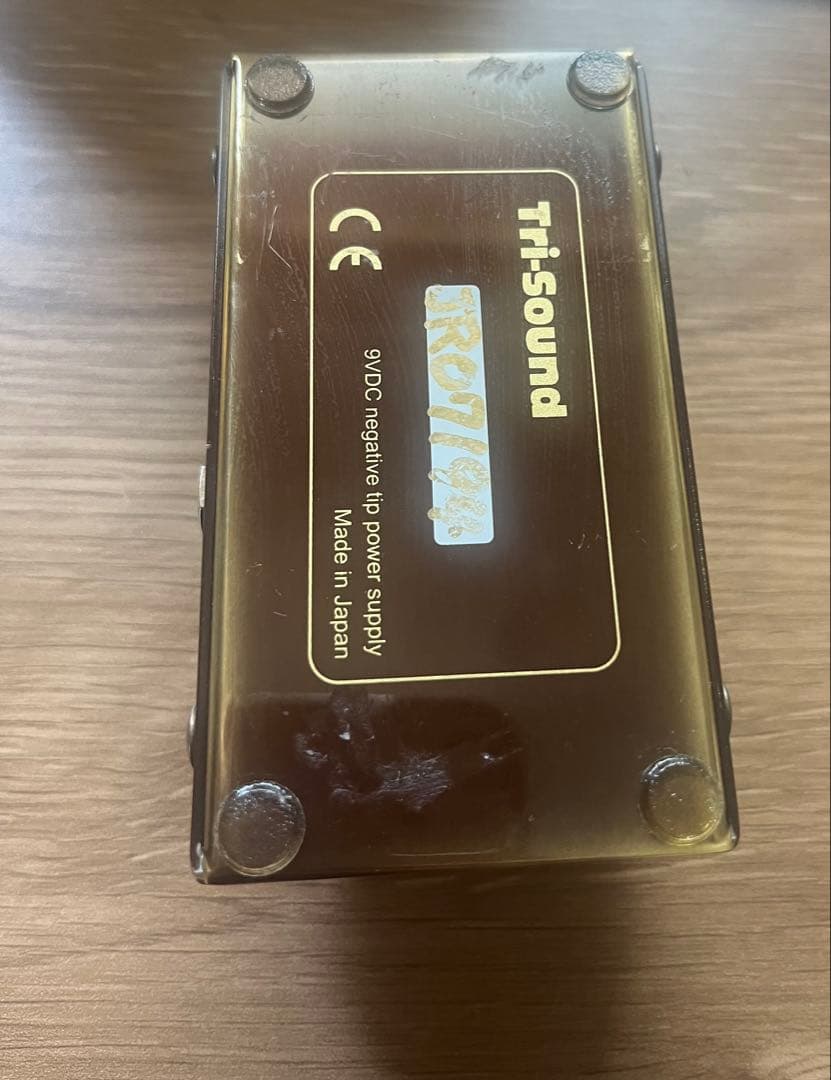 Tri-Sound
CE
9VDC negative tip power supply
Made in Japan